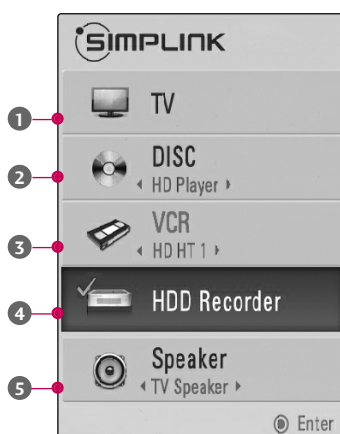 SIMPLINK
1 TV
2 DISC
◂ HD Player ▸
3 VCR
◂ HD HT 1 ▸
4 HDD Recorder
5 Speaker
◂ TV Speaker ▸
◉ Enter